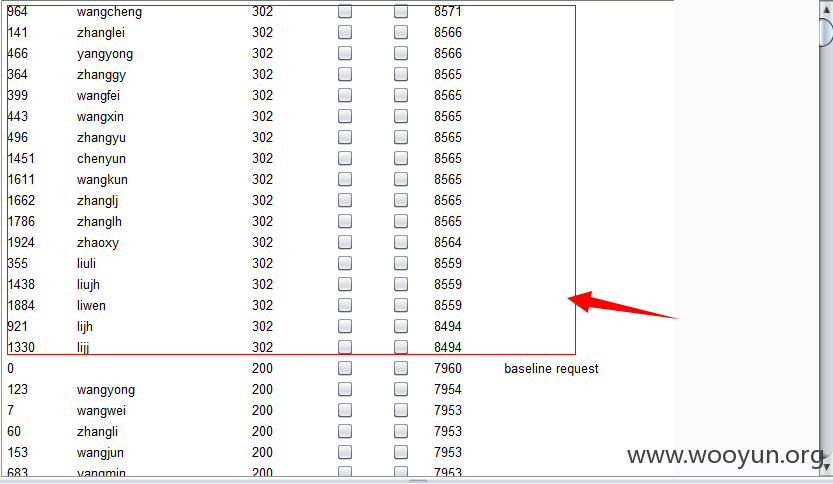 964 wangcheng 302 8571
141 zhanglei 302 8566
466 yangyong 302 8566
364 zhanggy 302 8565
399 wangfei 302 8565
443 wangxin 302 8565
496 zhangyu 302 8565
1451 chenyun 302 8565
1611 wangkun 302 8565
1662 zhanglj 302 8565
1786 zhanglh 302 8565
1924 zhaoxy 302 8564
355 liuli 302 8559
1438 liujh 302 8559
1884 liwen 302 8559
921 lijh 302 8494
1330 lijj 302 8494
0 200 7960 baseline request
123 wangyong 200 7954
7 wangwei 200 7953
60 zhangli 200 7953
153 wangjun 200 7953
683 yangmin 200 7953
www.wooyun.org